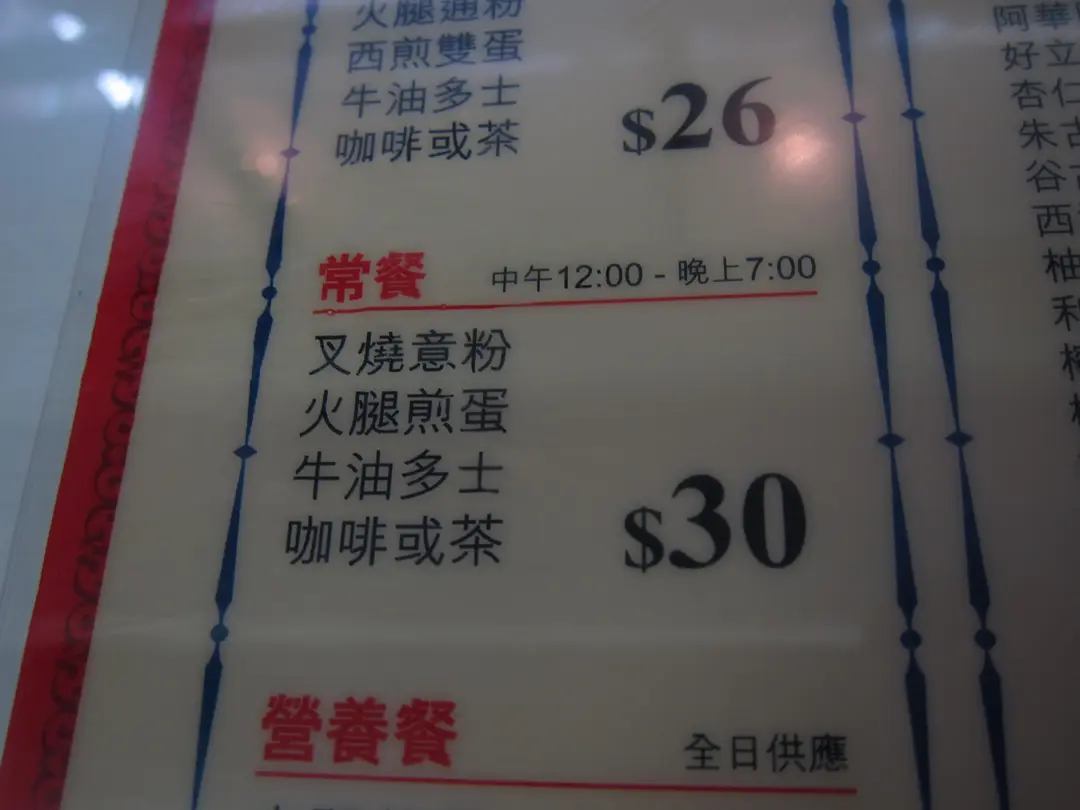 火腿通粉
西煎雙蛋
牛油多士
咖啡或茶
$26
常餐 中午12:00 - 晚上7:00
叉燒意粉
火腿煎蛋
牛油多士
咖啡或茶
$30
營養餐 全日供應
阿華
好立
杏仁
朱古
谷古
西
柚
利